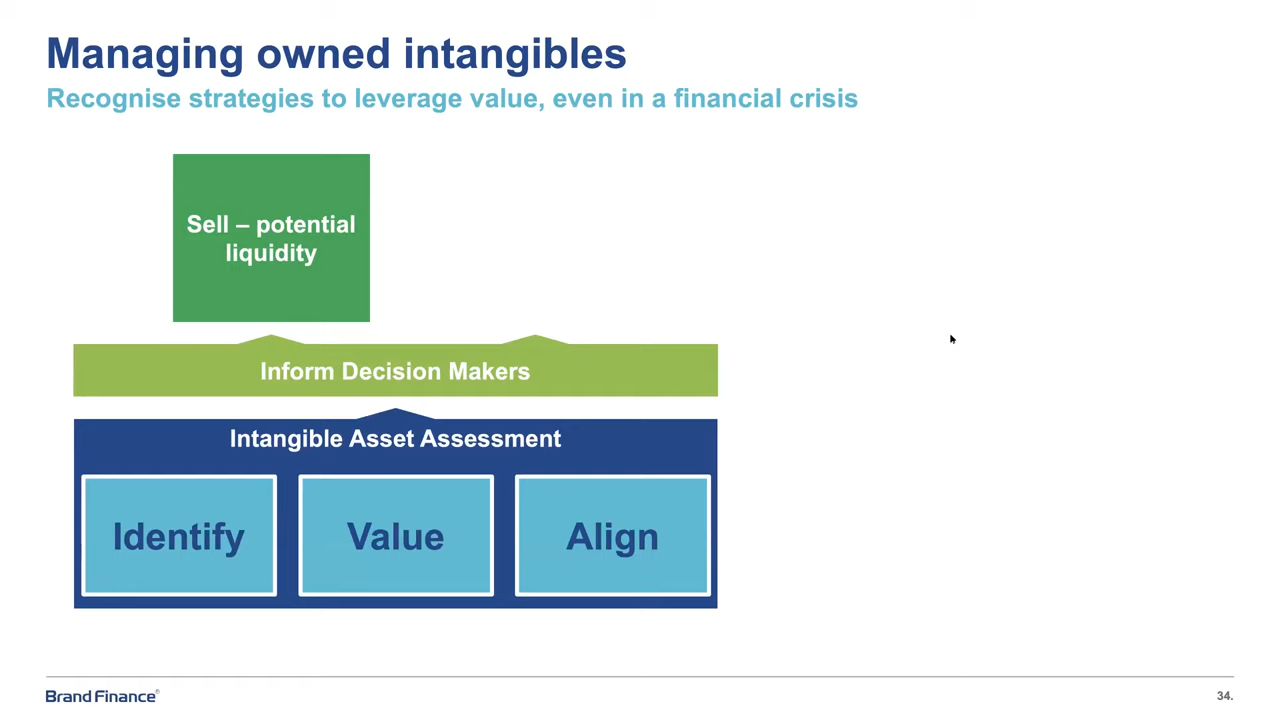 Managing owned intangibles
Recognise strategies to leverage value, even in a financial crisis
Sell – potential
liquidity
Inform Decision Makers
Intangible Asset Assessment
Identify
Value
Align
Brand Finance®
34.